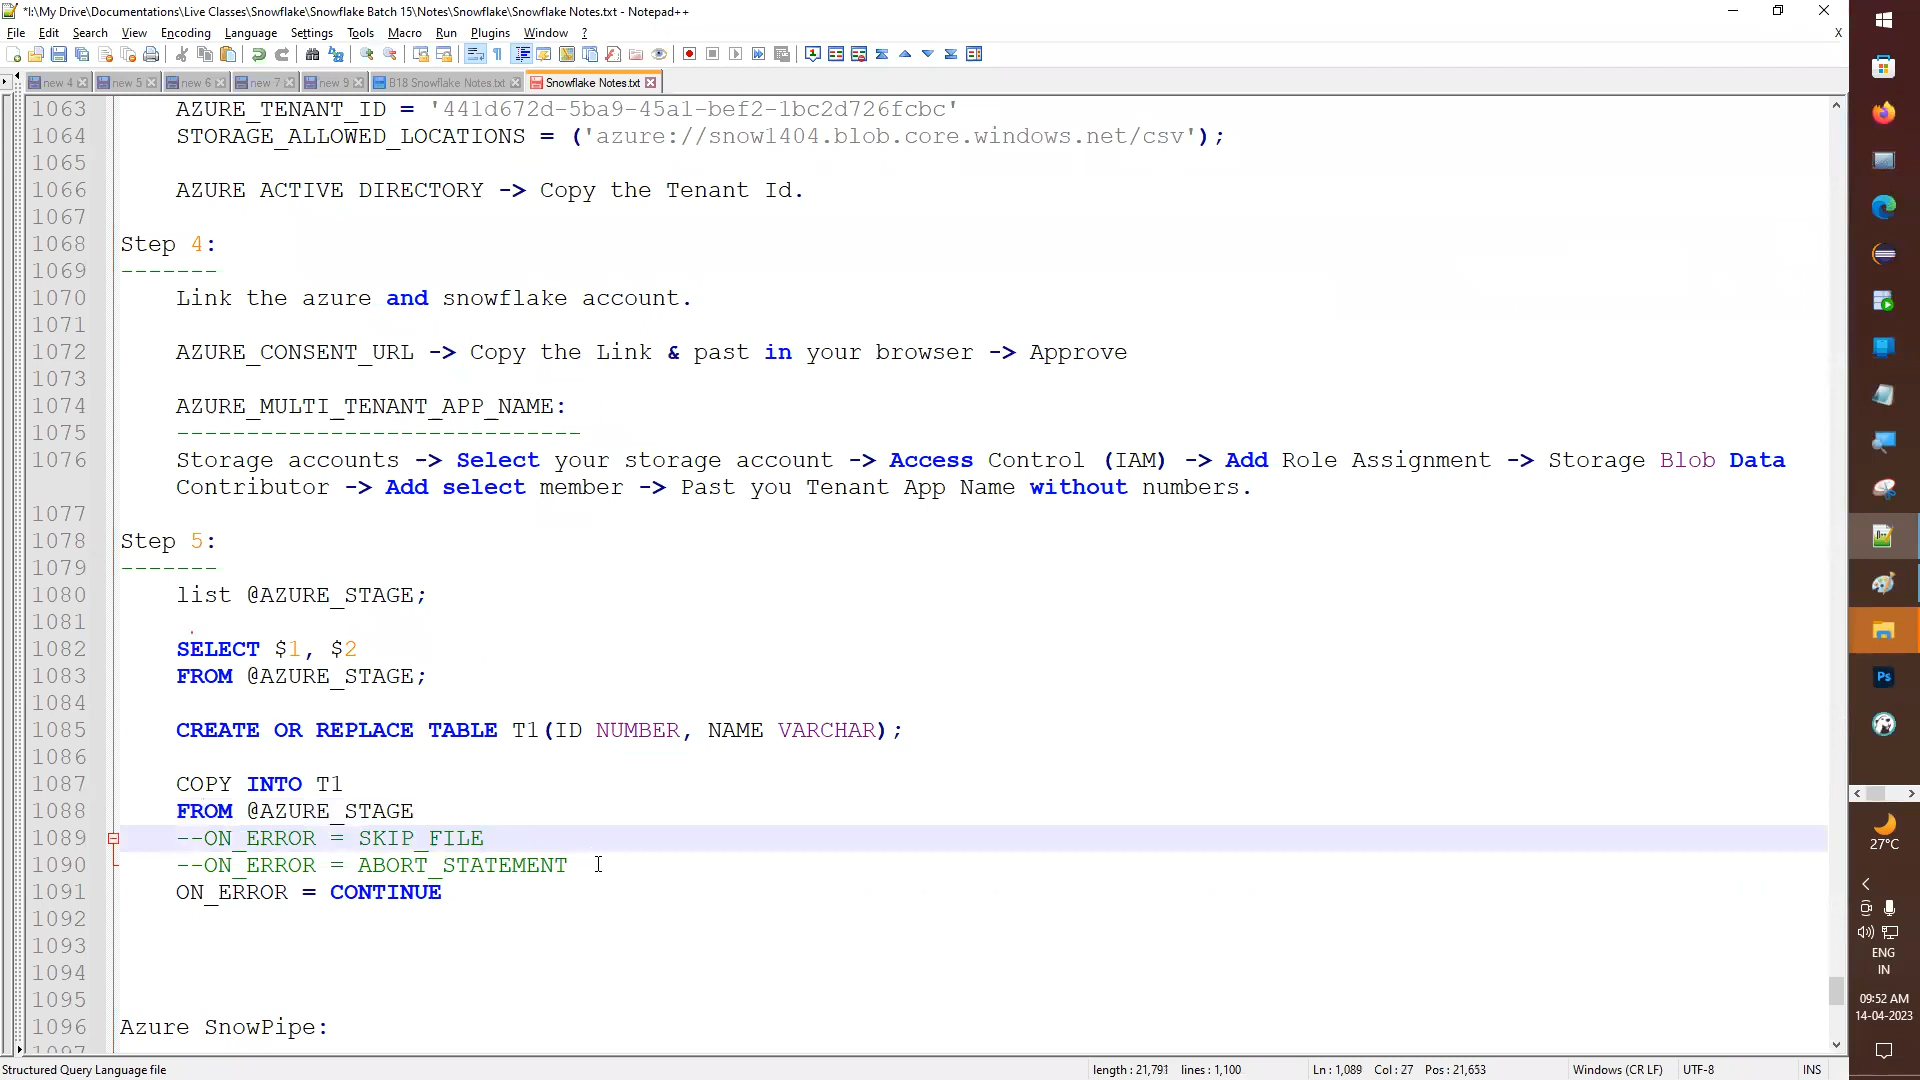 *I:\My Drive\Documentations\Live Classes\Snowflake\Snowflake Batch 15\Notes\Snowflake\Snowflake Notes.txt - Notepad++
File Edit Search View Encoding Language Settings Tools Macro Run Plugins Window ? X
new 4 new 5 new 6 new 7 new 9 B18 Snowflake Notes.txt Snowflake Notes.txt
1063 AZURE_TENANT_ID = '441d672d-5ba9-45a1-bef2-1bc2d726fcbc'
1064 STORAGE_ALLOWED_LOCATIONS = ('azure://snow1404.blob.core.windows.net/csv');
1065
1066 AZURE ACTIVE DIRECTORY -> Copy the Tenant Id.
1067
1068 Step 4:
1069 -------
1070 Link the azure and snowflake account.
1071
1072 AZURE_CONSENT_URL -> Copy the Link & past in your browser -> Approve
1073
1074 AZURE_MULTI_TENANT_APP_NAME:
1075 -----------------------------
1076 Storage accounts -> Select your storage account -> Access Control (IAM) -> Add Role Assignment -> Storage Blob Data
Contributor -> Add select member -> Past you Tenant App Name without numbers.
1077
1078 Step 5:
1079 -------
1080 list @AZURE_STAGE;
1081
1082 SELECT $1, $2
1083 FROM @AZURE_STAGE;
1084
1085 CREATE OR REPLACE TABLE T1(ID NUMBER, NAME VARCHAR);
1086
1087 COPY INTO T1
1088 FROM @AZURE_STAGE
1089 --ON_ERROR = SKIP_FILE
1090 --ON_ERROR = ABORT_STATEMENT
1091 ON_ERROR = CONTINUE
1092
1093
1094
1095
1096 Azure SnowPipe:
1097
Structured Query Language file length : 21,791 lines : 1,100 Ln : 1,089 Col : 27 Pos : 21,653 Windows (CR LF) UTF-8 INS
Ps
27°C
ENG
IN
09:52 AM
14-04-2023